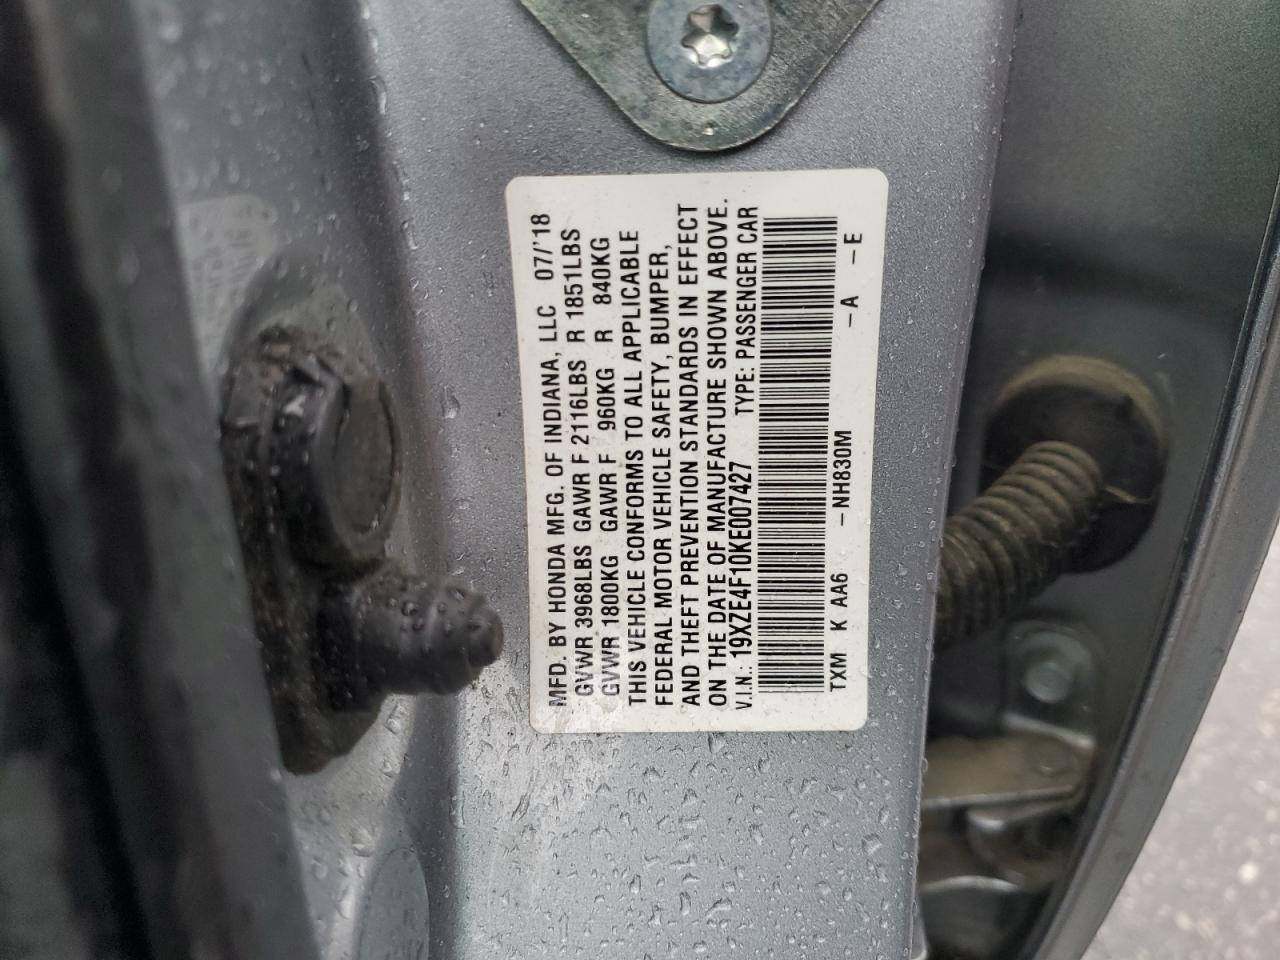 MFD. BY HONDA MFG. OF INDIANA, LLC 07/'18
GVWR 3968LBS GAWR F 2116LBS R 1851LBS
GVWR 1800KG GAWR F 960KG R 840KG
THIS VEHICLE CONFORMS TO ALL APPLICABLE
FEDERAL MOTOR VEHICLE SAFETY, BUMPER,
AND THEFT PREVENTION STANDARDS IN EFFECT
ON THE DATE OF MANUFACTURE SHOWN ABOVE.
V.I.N.: 19XZE4F10KE007427 TYPE: PASSENGER CAR
TXM K AA6 -NH830M -A -E